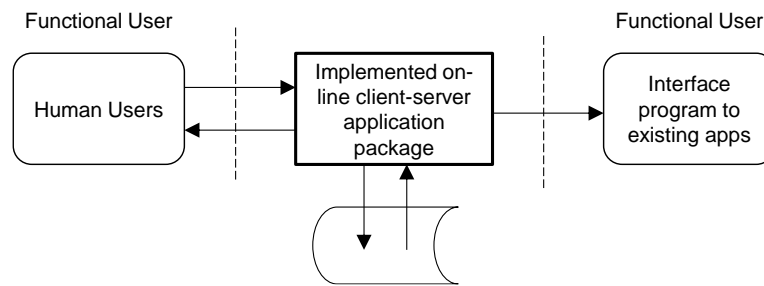 Functional User
Functional User
Human Users
Implemented on-
line client-server
application
package
Interface
program to
existing apps